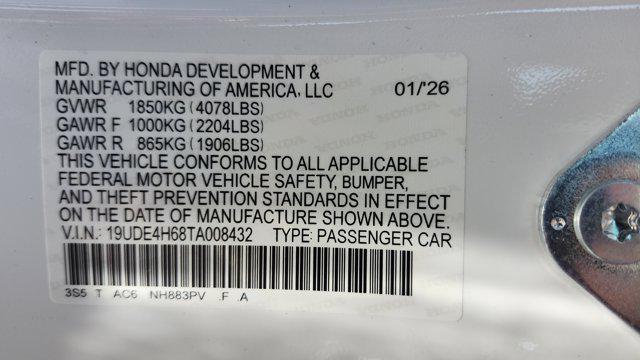 MFD. BY HONDA DEVELOPMENT &
MANUFACTURING OF AMERICA, LLC 01/26
GVWR 1850KG (4078LBS)
GAWR F 1000KG (2204LBS)
GAWR R 865KG (1906LBS)
THIS VEHICLE CONFORMS TO ALL APPLICABLE
FEDERAL MOTOR VEHICLE SAFETY, BUMPER,
AND THEFT PREVENTION STANDARDS IN EFFECT
ON THE DATE OF MANUFACTURE SHOWN ABOVE.
V.I.N.: 19UDE4H68TA008432 TYPE: PASSENGER CAR
3S5 T AC6 NH883PV .F .A